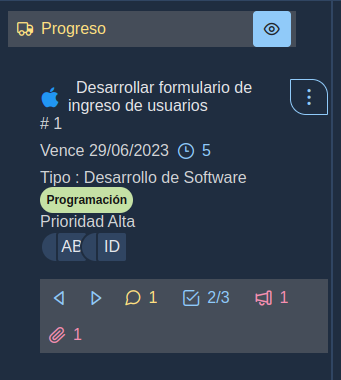 Progreso
Desarrollar formulario de
ingreso de usuarios
# 1
Vence 29/06/2023 5
Tipo : Desarrollo de Software
Programación
Prioridad Alta
AB ID
1 2/3 1
1